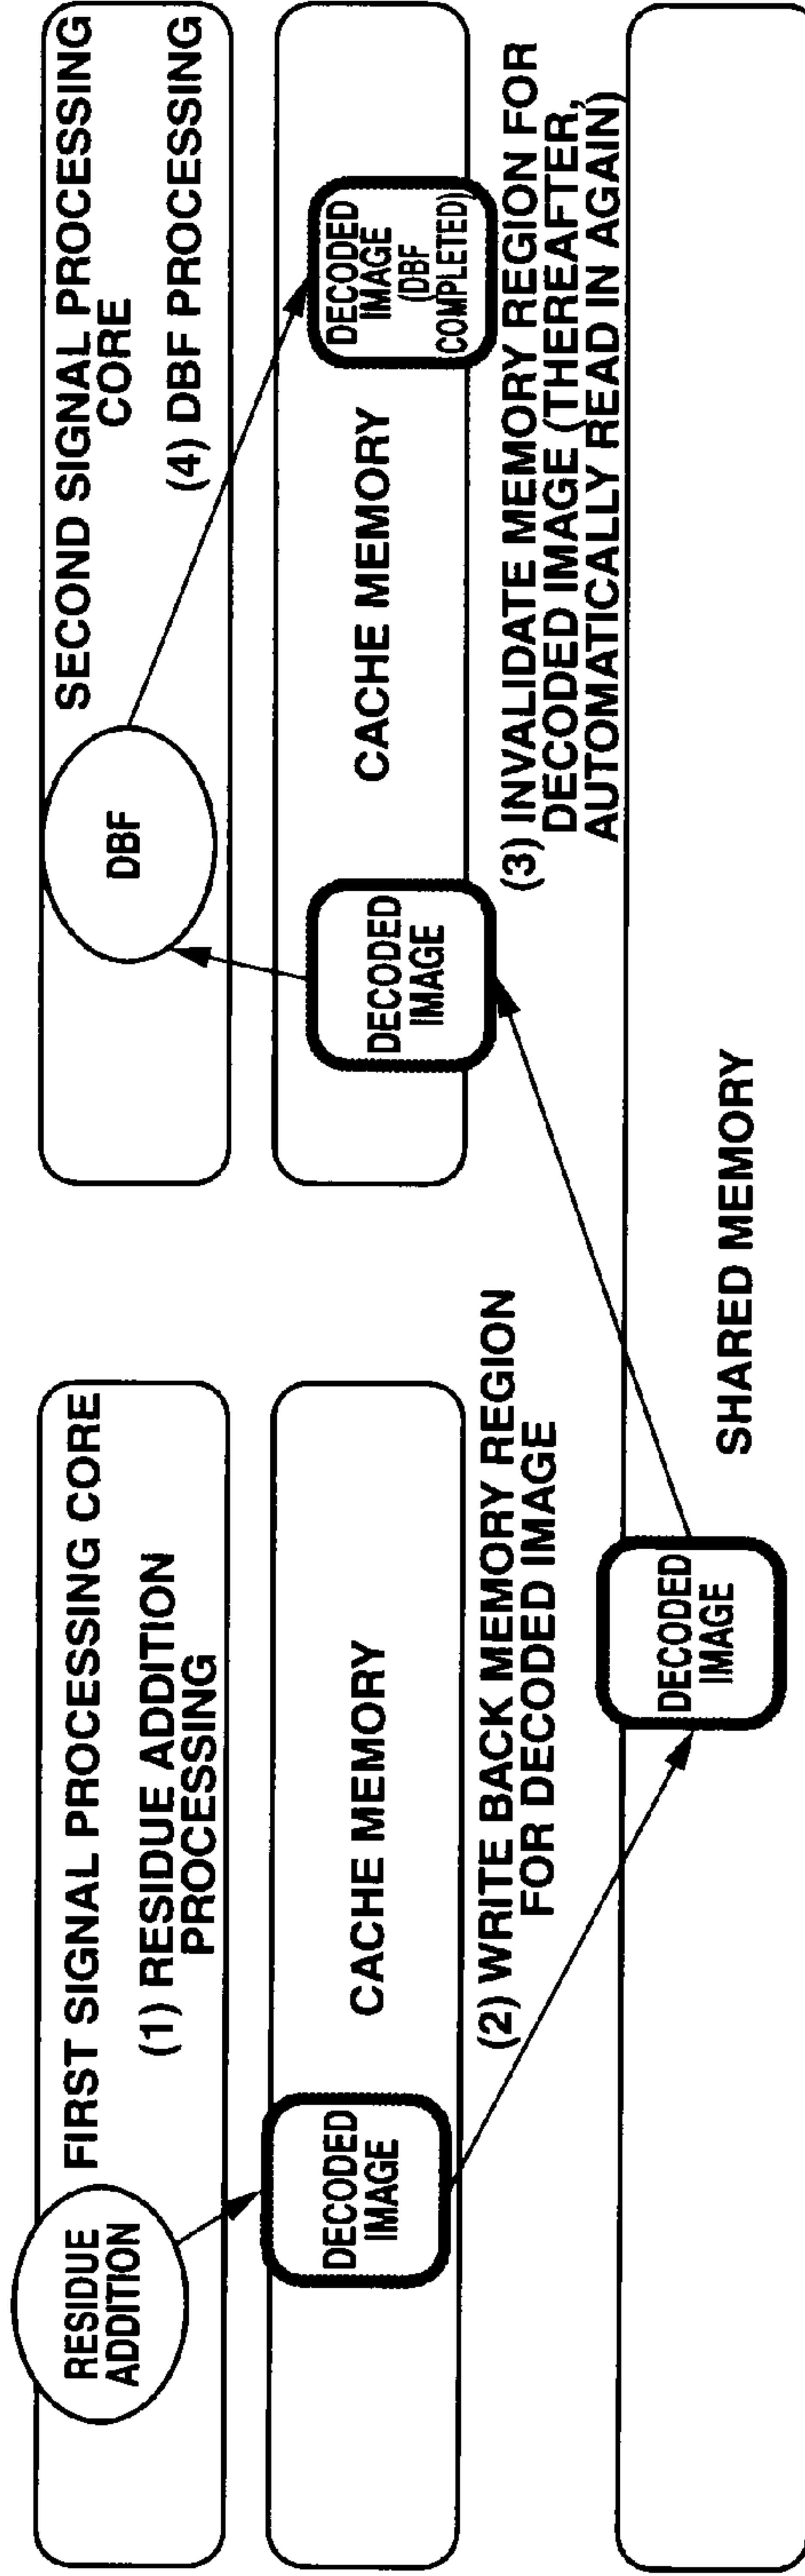 FIRST SIGNAL PROCESSING CORE
RESIDUE
ADDITION
(1) RESIDUE ADDITION
PROCESSING
DECODED
IMAGE
CACHE MEMORY
(2) WRITE BACK MEMORY REGION
FOR DECODED IMAGE
SECOND SIGNAL PROCESSING
CORE
DBF
(4) DBF PROCESSING
DECODED
IMAGE
CACHE MEMORY
DECODED
IMAGE
(DBF
COMPLETED)
(3) INVALIDATE MEMORY REGION FOR
DECODED IMAGE (THEREAFTER,
AUTOMATICALLY READ IN AGAIN)
DECODED
IMAGE
SHARED MEMORY